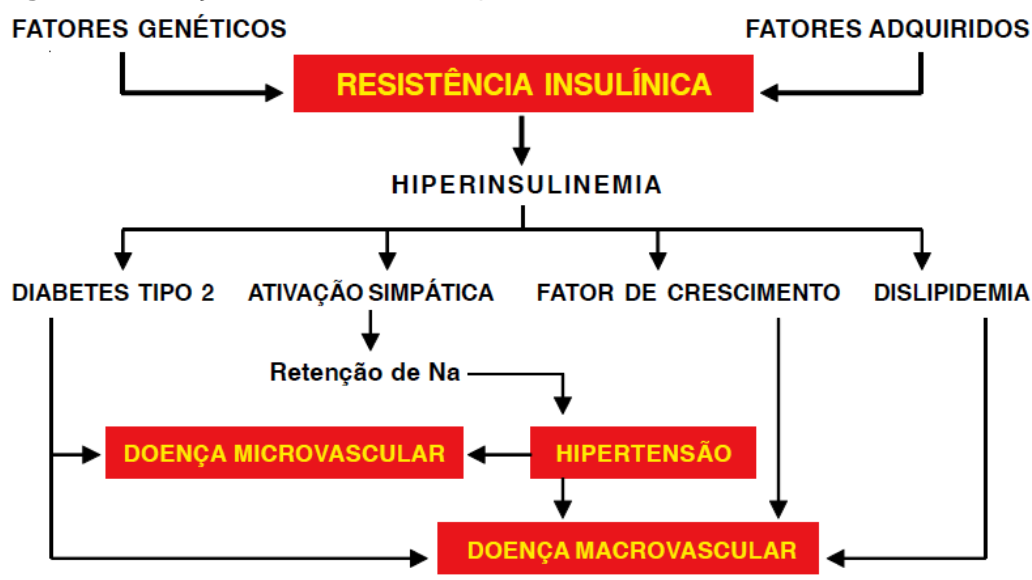 FATORES GENÉTICOS
FATORES ADQUIRIDOS
RESISTÊNCIA INSULÍNICA
HIPERINSULINEMIA
DIABETES TIPO 2
ATIVAÇÃO SIMPÁTICA
FATOR DE CRESCIMENTO
DISLIPIDEMIA
Retenção de Na
DOENÇA MICROVASCULAR
HIPERTENSÃO
DOENÇA MACROVASCULAR